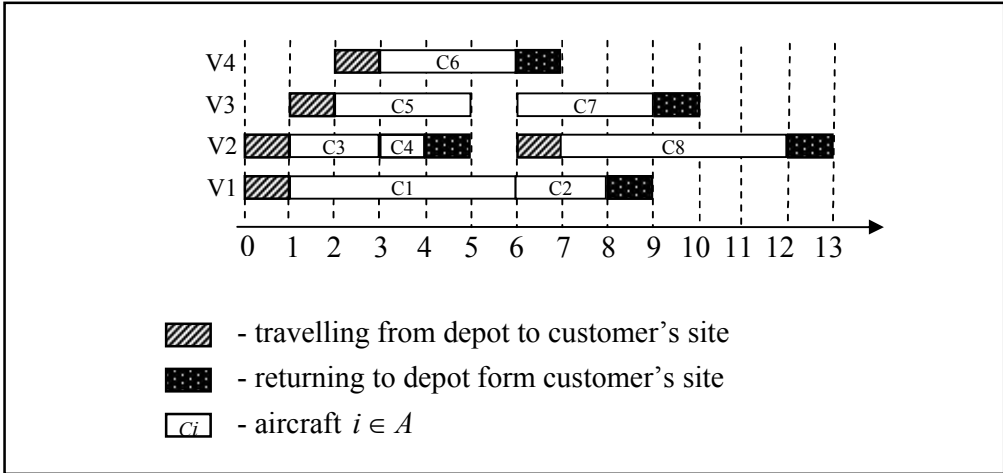 V4 C6
V3 C5 C7
V2 C3 C4 C8
V1 C1 C2
0 1 2 3 4 5 6 7 8 9 10 11 12 13
- travelling from depot to customer’s site
- returning to depot form customer’s site
Ci - aircraft i ∈ A